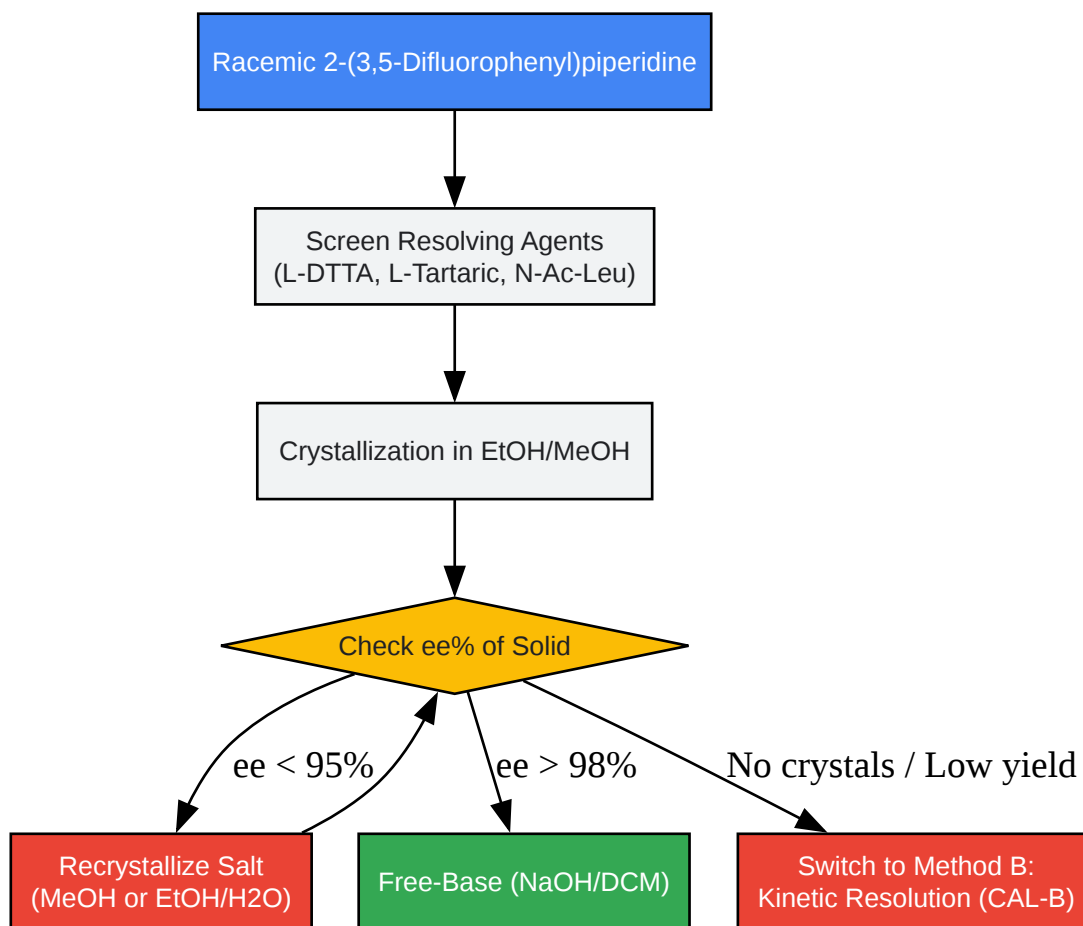 Racemic 2-(3,5-Difluorophenyl)piperidine
Screen Resolving Agents
(L-DTTA, L-Tartaric, N-Ac-Leu)
Crystallization in EtOH/MeOH
Check ee% of Solid
ee < 95%
ee > 98%
No crystals / Low yield
Recrystallize Salt
(MeOH or EtOH/H2O)
Free-Base (NaOH/DCM)
Switch to Method B:
Kinetic Resolution (CAL-B)